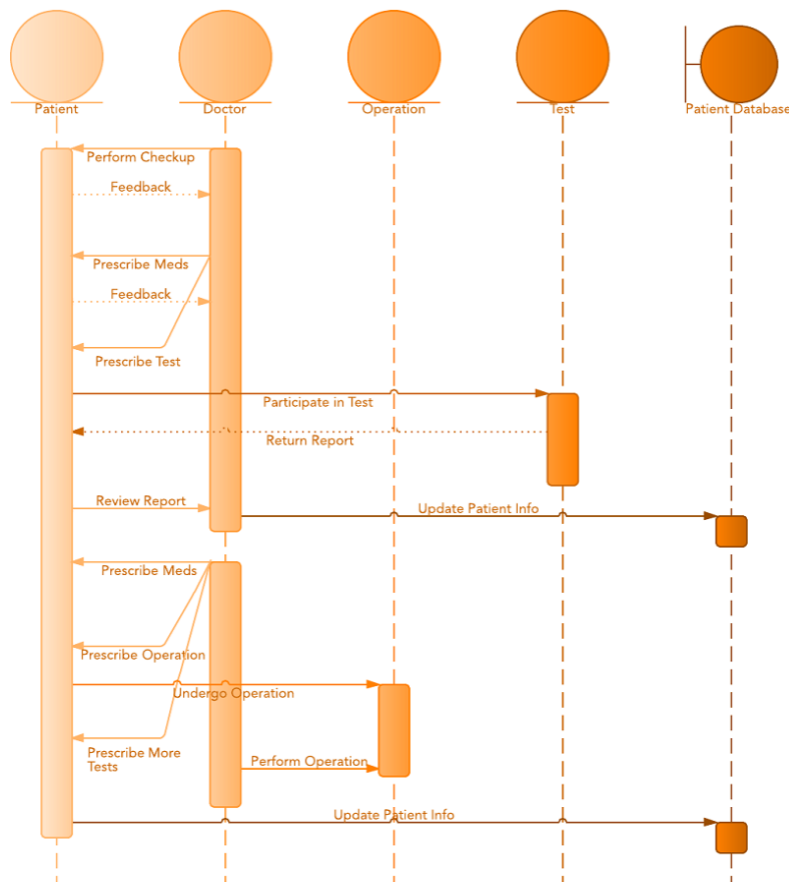 Patient
Doctor
Operation
Test
Patient Database
Perform Checkup
Feedback
Prescribe Meds
Feedback
Prescribe Test
Participate in Test
Return Report
Review Report
Update Patient Info
Prescribe Meds
Prescribe Operation
Undergo Operation
Prescribe More
Tests
Perform Operation
Update Patient Info